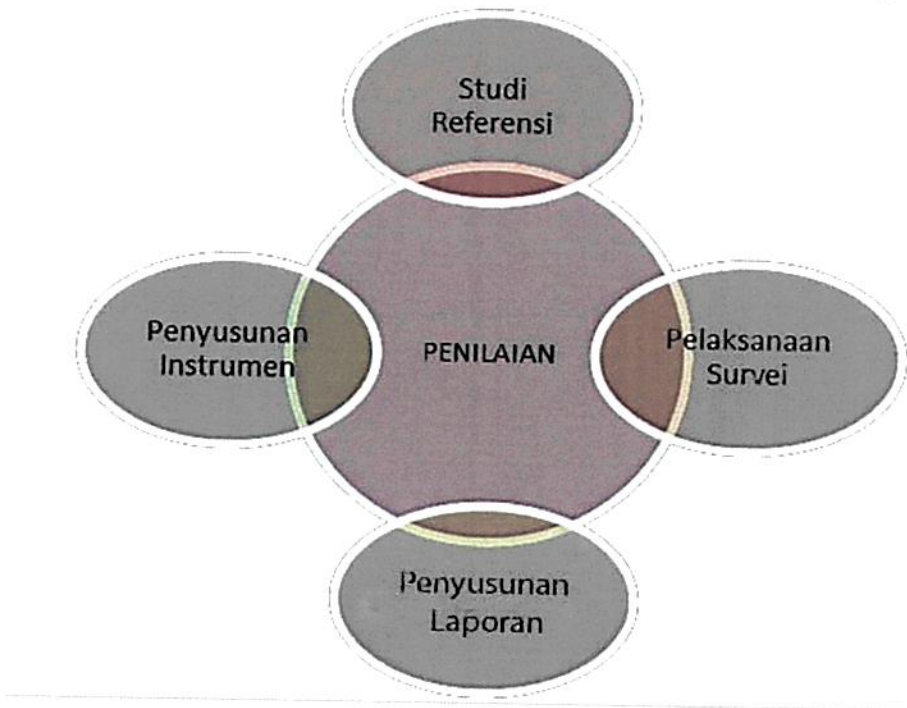 Studi
Referensi
Penyusunan
Instrumen
PENILAIAN
Pelaksanaan
Survei
Penyusunan
Laporan